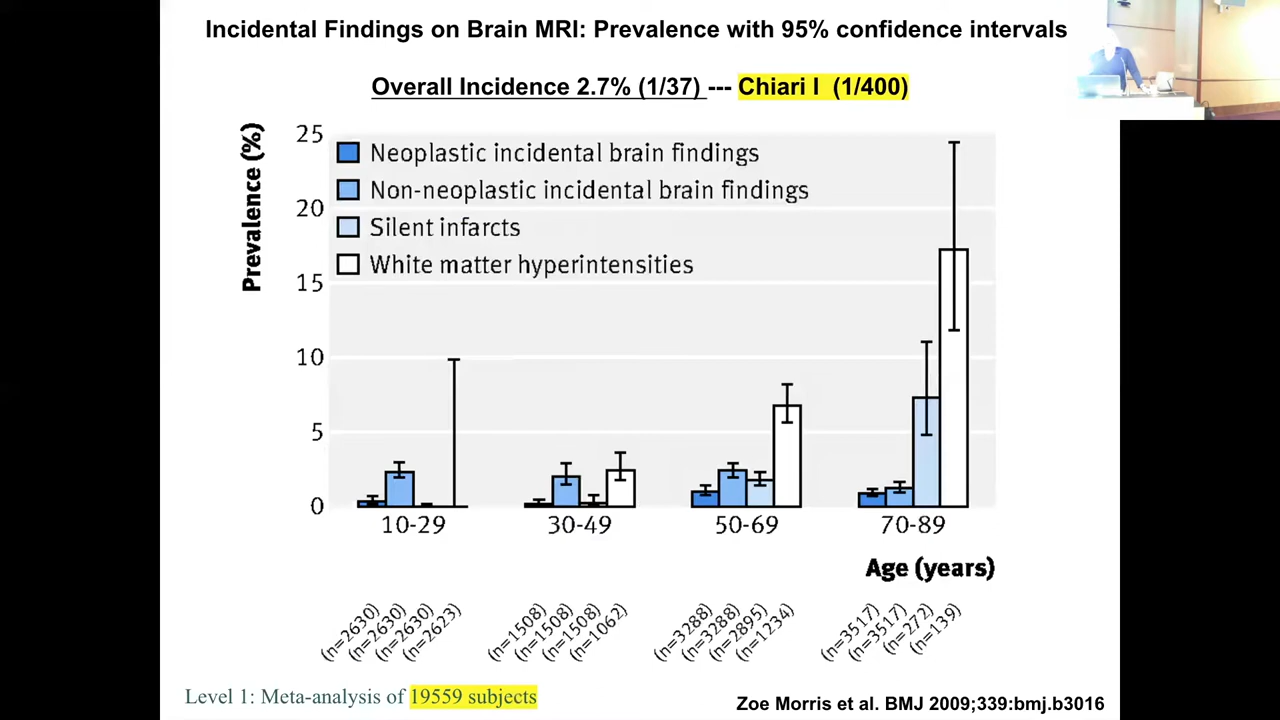 Incidental Findings on Brain MRI: Prevalence with 95% confidence intervals
Overall Incidence 2.7% (1/37) --- Chiari I (1/400)
Prevalence (%)
25
20
15
10
5
0
Neoplastic incidental brain findings
Non-neoplastic incidental brain findings
Silent infarcts
White matter hyperintensities
10-29
30-49
50-69
70-89
Age (years)
(n=2630)
(n=2630)
(n=2630)
(n=2623)
(n=1508)
(n=1508)
(n=1508)
(n=1062)
(n=3288)
(n=3288)
(n=2895)
(n=1234)
(n=3517)
(n=3517)
(n=272)
(n=139)
Level 1: Meta-analysis of 19559 subjects
Zoe Morris et al. BMJ 2009;339:bmj.b3016